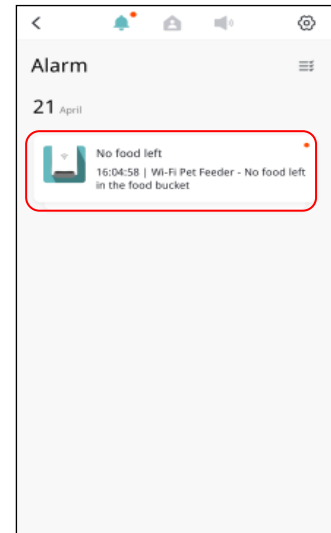 Alarm
21 April
No food left
16:04:58 | Wi-Fi Pet Feeder - No food left
in the food bucket